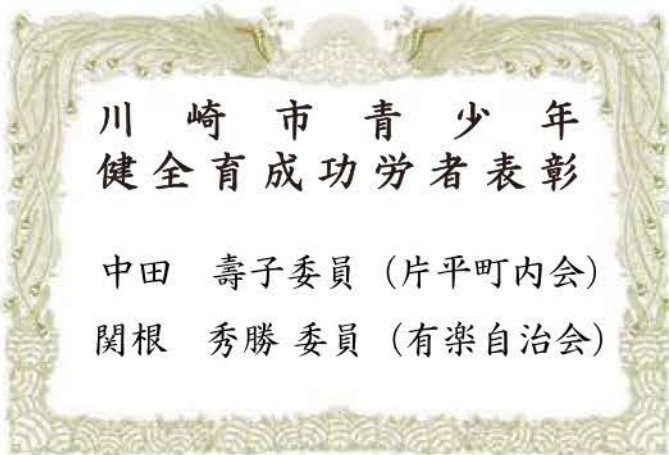 川崎市青少年
健全育成功労者表彰
中田　壽子委員（片平町内会）
関根　秀勝 委員（有楽自治会）